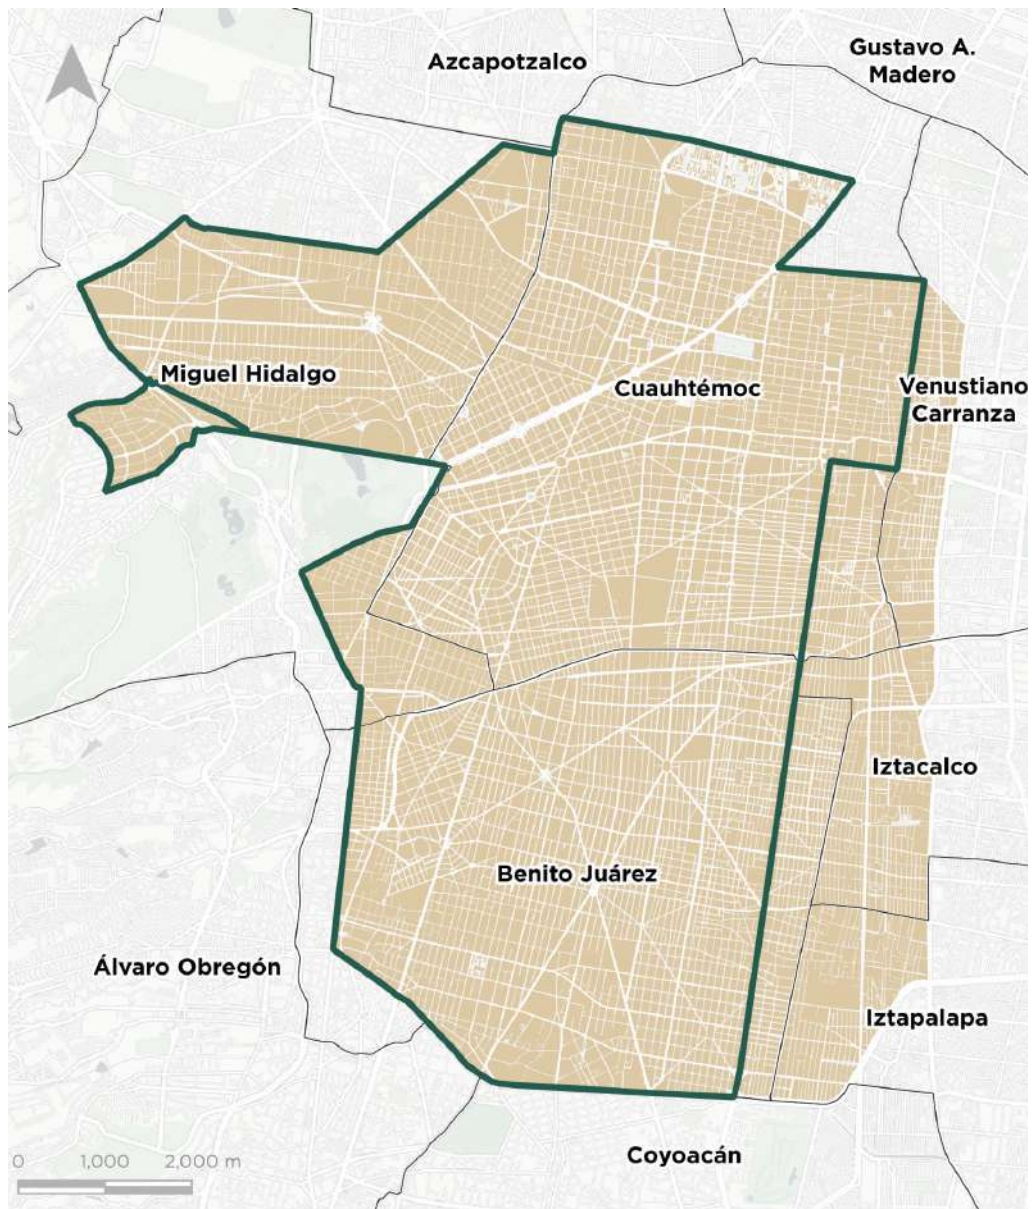 Azcapotzalco
Gustavo A.
Madero
Miguel Hidalgo
Cuauhtémoc
Venustiano
Carranza
Iztacalco
Benito Juárez
Álvaro Obregón
Iztapalapa
Coyoacán
0 1,000 2,000 m